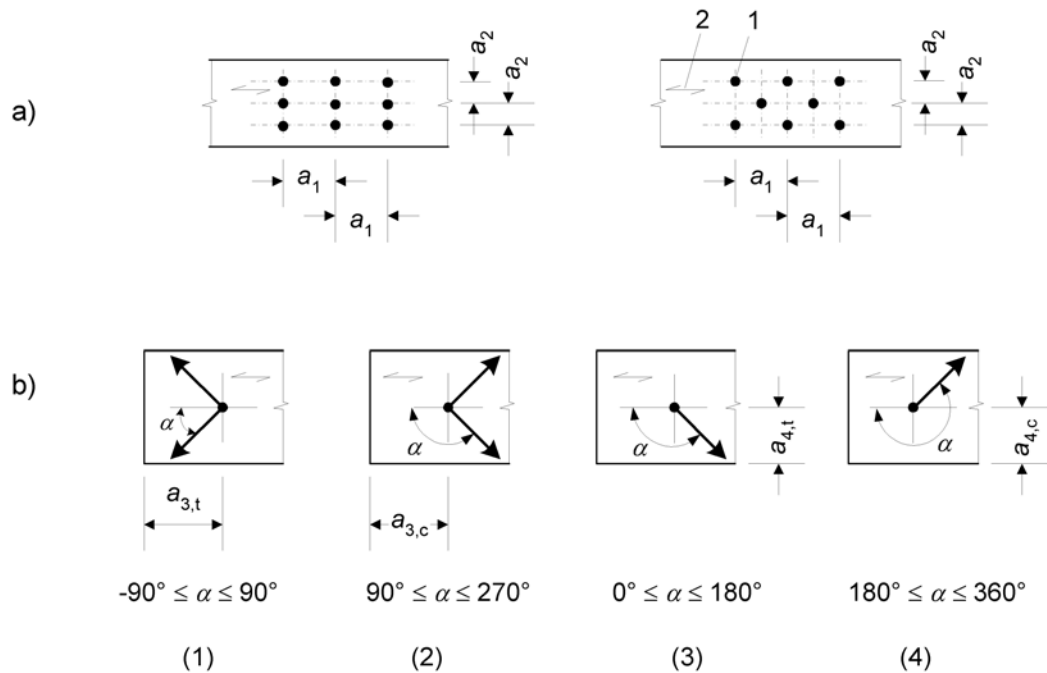 2 1
a₂ a₂ a₂ a₂
a)
a₁ a₁
a₁ a₁
b)
α α α α
a₄,t a₄,c
a₃,t a₃,c
-90° ≤ α ≤ 90° 90° ≤ α ≤ 270° 0° ≤ α ≤ 180° 180° ≤ α ≤ 360°
(1) (2) (3) (4)